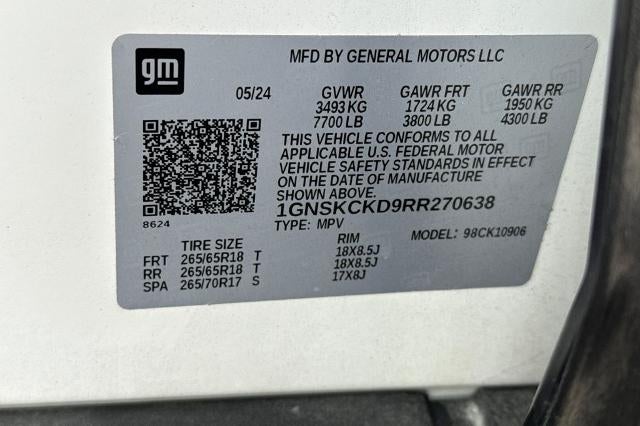 gm
MFD BY GENERAL MOTORS LLC
05/24 GVWR GAWR FRT GAWR RR
3493 KG 1724 KG 1950 KG
7700 LB 3800 LB 4300 LB
THIS VEHICLE CONFORMS TO ALL
APPLICABLE U.S. FEDERAL MOTOR
VEHICLE SAFETY STANDARDS IN EFFECT
ON THE DATE OF MANUFACTURE
SHOWN ABOVE.
8624
1GNSKCKD9RR270638
TYPE: MPV MODEL: 98CK10906
TIRE SIZE RIM
FRT 265/65R18 T 18X8.5J
RR 265/65R18 T 18X8.5J
SPA 265/70R17 S 17X8J